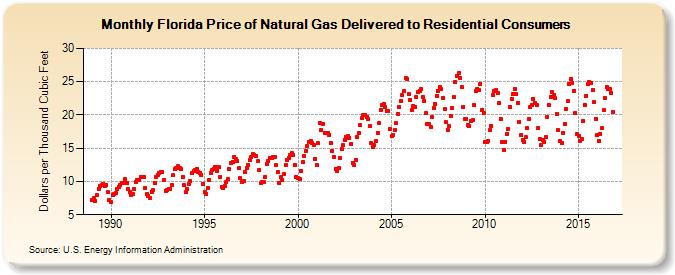 Monthly Florida Price of Natural Gas Delivered to Residential Consumers
Dollars per Thousand Cubic Feet
30
25
20
15
10
5
1990 1995 2000 2005 2010 2015
Source: U.S. Energy Information Administration